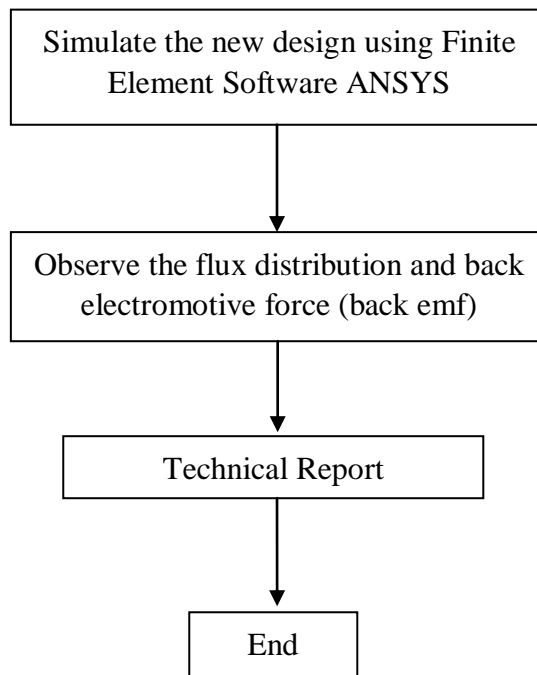 Simulate the new design using Finite
Element Software ANSYS
Observe the flux distribution and back
electromotive force (back emf)
Technical Report
End